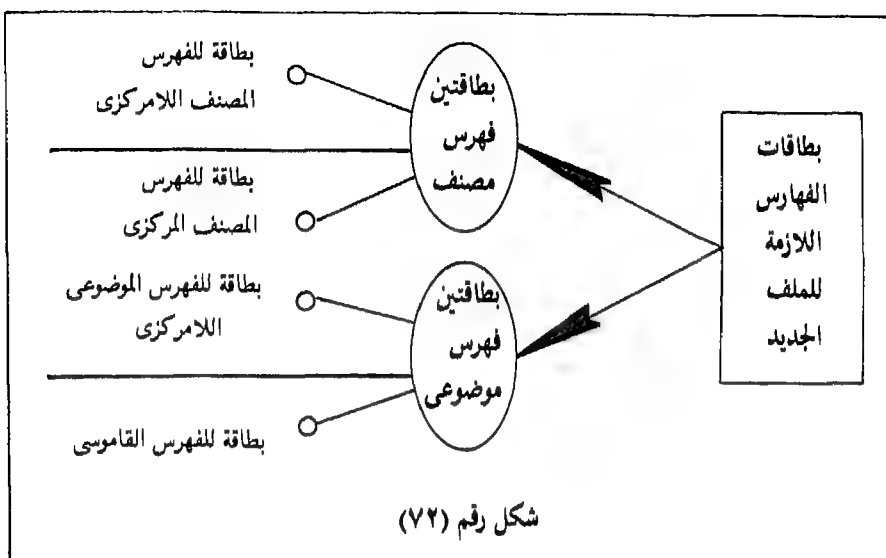 بطاقات
الفهارس
اللازمة
للملف
الجديد
بطاقتين
فهرس
مصنف
بطاقة للفهرس
المصنف اللامركزى
بطاقة للفهرس
المصنف المركزى
بطاقتين
فهرس
موضوعى
بطاقة للفهرس الموضوعى
اللامركزى
بطاقة للفهرس القاموسى
شكل رقم (٧٢)